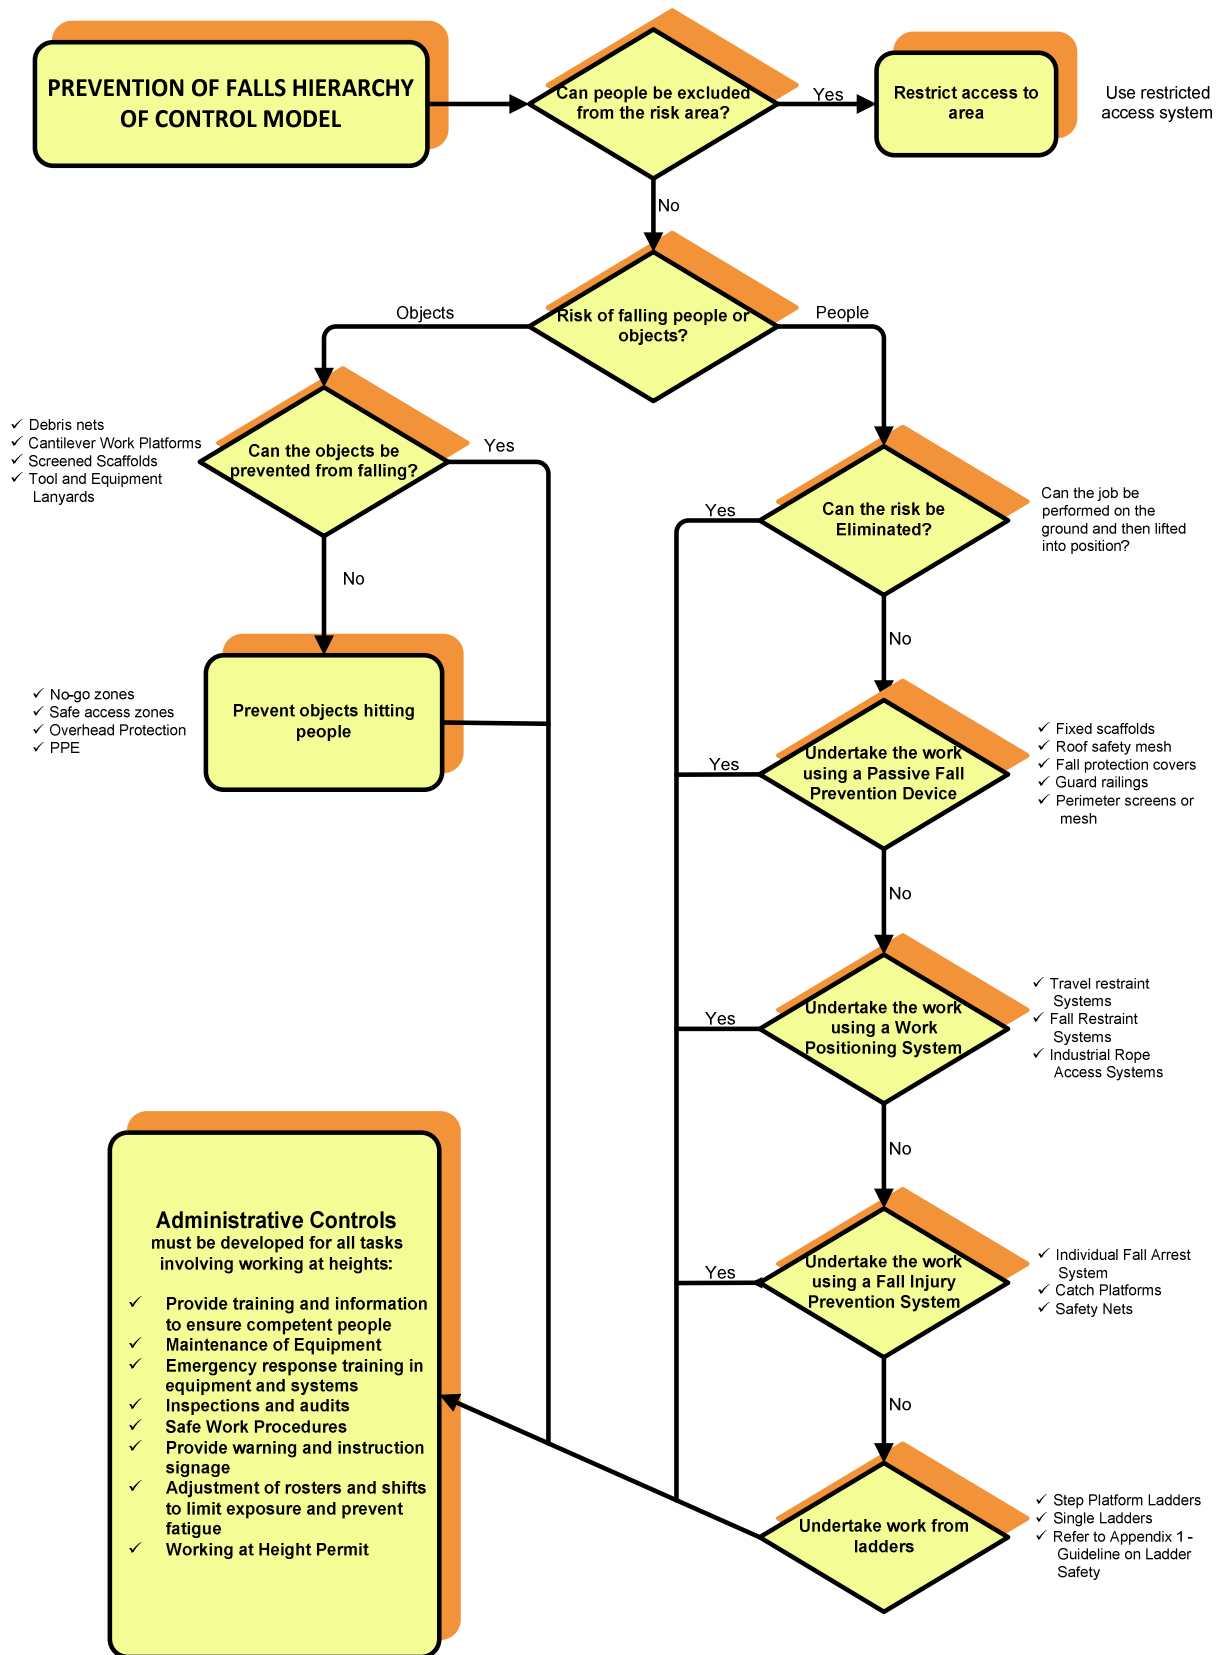 PREVENTION OF FALLS HIERARCHY
OF CONTROL MODEL
Can people be excluded
from the risk area?
Yes
Restrict access to
area
Use restricted
access system
No
Risk of falling people or
objects?
Objects
People
✓ Debris nets
✓ Cantilever Work Platforms
✓ Screened Scaffolds
✓ Tool and Equipment
Lanyards
Can the objects be
prevented from falling?
Yes
No
✓ No-go zones
✓ Safe access zones
✓ Overhead Protection
✓ PPE
Prevent objects hitting
people
Can the risk be
Eliminated?
Yes
Can the job be
performed on the
ground and then lifted
into position?
No
Undertake the work
using a Passive Fall
Prevention Device
Yes
✓ Fixed scaffolds
✓ Roof safety mesh
✓ Fall protection covers
✓ Guard railings
✓ Perimeter screens or
mesh
No
Undertake the work
using a Work
Positioning System
Yes
✓ Travel restraint
Systems
✓ Fall Restraint
Systems
✓ Industrial Rope
Access Systems
No
Undertake the work
using a Fall Injury
Prevention System
Yes
✓ Individual Fall Arrest
System
✓ Catch Platforms
✓ Safety Nets
No
Undertake work from
ladders
✓ Step Platform Ladders
✓ Single Ladders
✓ Refer to Appendix 1 -
Guideline on Ladder
Safety
Administrative Controls
must be developed for all tasks
involving working at heights:
✓ Provide training and information
to ensure competent people
✓ Maintenance of Equipment
✓ Emergency response training in
equipment and systems
✓ Inspections and audits
✓ Safe Work Procedures
✓ Provide warning and instruction
signage
✓ Adjustment of rosters and shifts
to limit exposure and prevent
fatigue
✓ Working at Height Permit